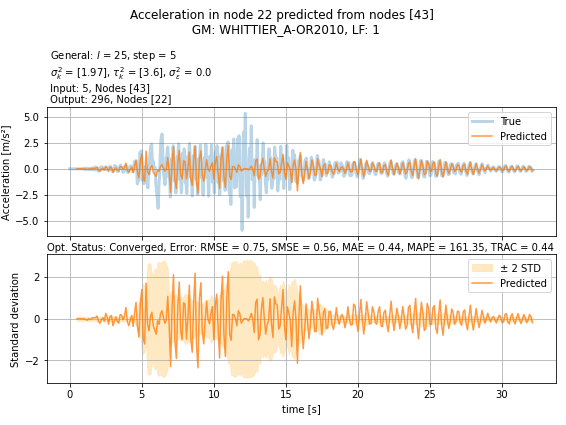 Acceleration in node 22 predicted from nodes [43]
GM: WHITTIER_A-OR2010, LF: 1
General: l = 25, step = 5
σ²ₖ = [1.97], τ²ₖ = [3.6], σ²_ε = 0.0
Input: 5, Nodes [43]
Output: 296, Nodes [22]
True
Predicted
Acceleration [m/s²]
5.0
2.5
0.0
−2.5
−5.0
Opt. Status: Converged, Error: RMSE = 0.75, SMSE = 0.56, MAE = 0.44, MAPE = 161.35, TRAC = 0.44
± 2 STD
Predicted
Standard deviation
2
0
−2
0 5 10 15 20 25 30
time [s]